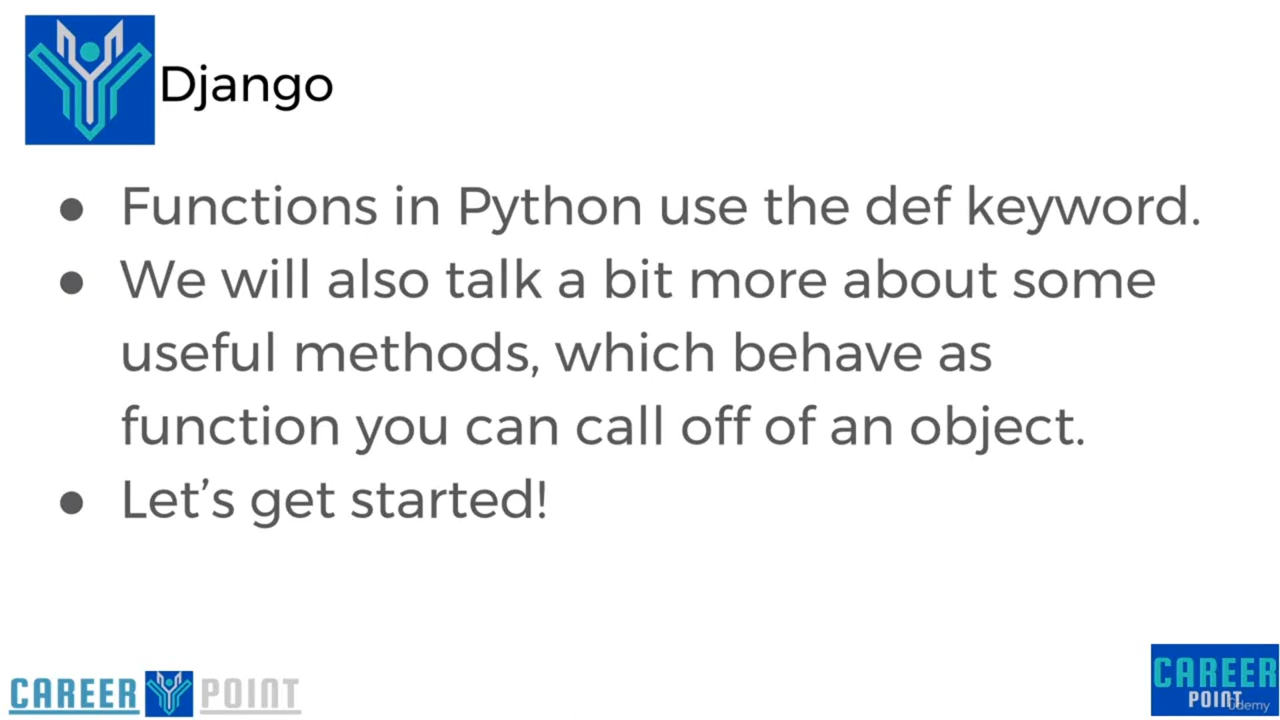 Django
● Functions in Python use the def keyword.
● We will also talk a bit more about some
useful methods, which behave as
function you can call off of an object.
● Let’s get started!
CAREER POINT
CAREER
POINT
ûdemy